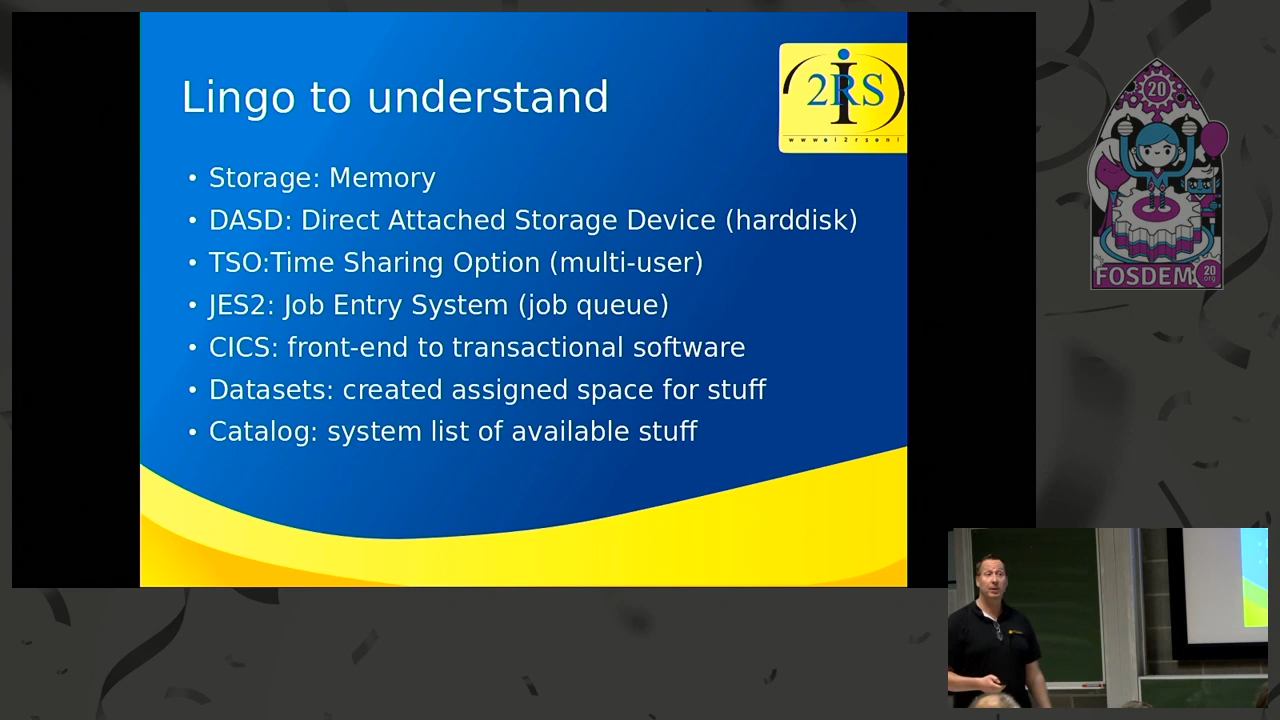 Lingo to understand
2RS
i
• Storage: Memory
• DASD: Direct Attached Storage Device (harddisk)
• TSO:Time Sharing Option (multi-user)
• JES2: Job Entry System (job queue)
• CICS: front-end to transactional software
• Datasets: created assigned space for stuff
• Catalog: system list of available stuff
20
FOSDEM
20
org